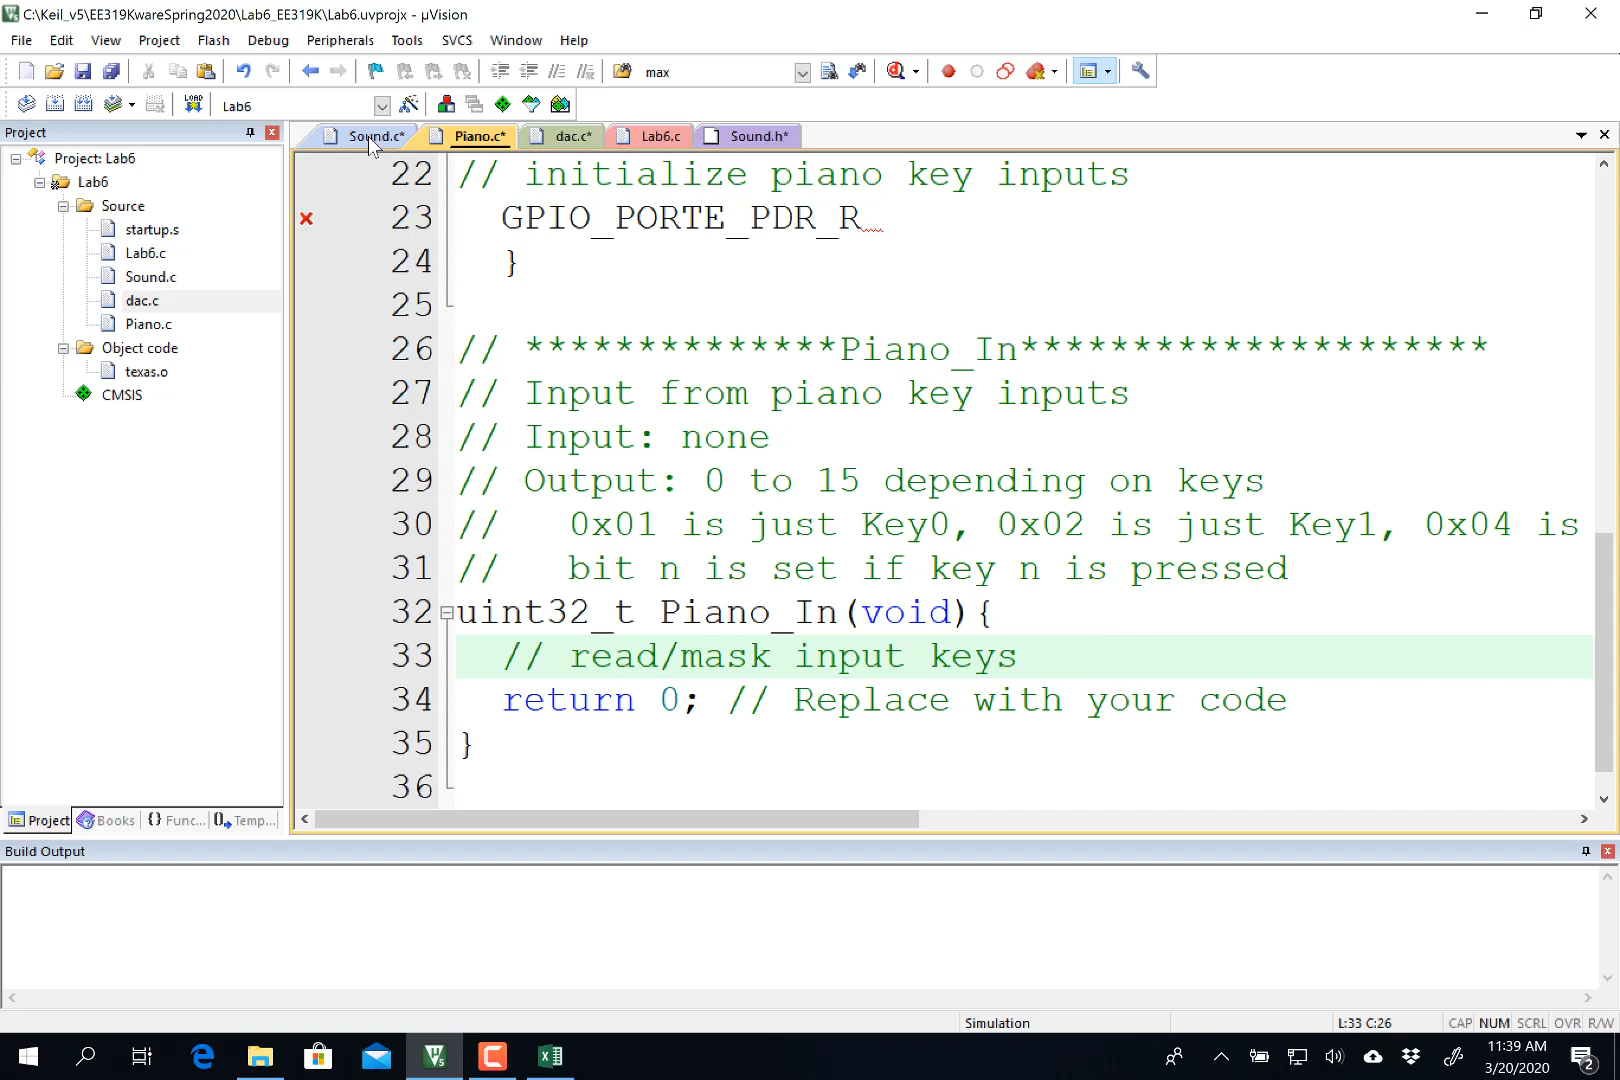 C:\Keil_v5\EE319KwareSpring2020\Lab6_EE319K\Lab6.uvprojx - µVision
File Edit View Project Flash Debug Peripherals Tools SVCS Window Help
max
LOAD Lab6
Project
Sound.c* Piano.c* dac.c* Lab6.c Sound.h*
Project: Lab6
Lab6
Source
startup.s
Lab6.c
Sound.c
dac.c
Piano.c
Object code
texas.o
CMSIS
22 // initialize piano key inputs
23 GPIO_PORTE_PDR_R
24 }
25
26 // **************Piano_In*********************
27 // Input from piano key inputs
28 // Input: none
29 // Output: 0 to 15 depending on keys
30 // 0x01 is just Key0, 0x02 is just Key1, 0x04 is
31 // bit n is set if key n is pressed
32 uint32_t Piano_In(void){
33 // read/mask input keys
34 return 0; // Replace with your code
35 }
36
Project Books {} Func... Temp...
Build Output
Simulation L:33 C:26 CAP NUM SCRL OVR R/W
11:39 AM
3/20/2020
2